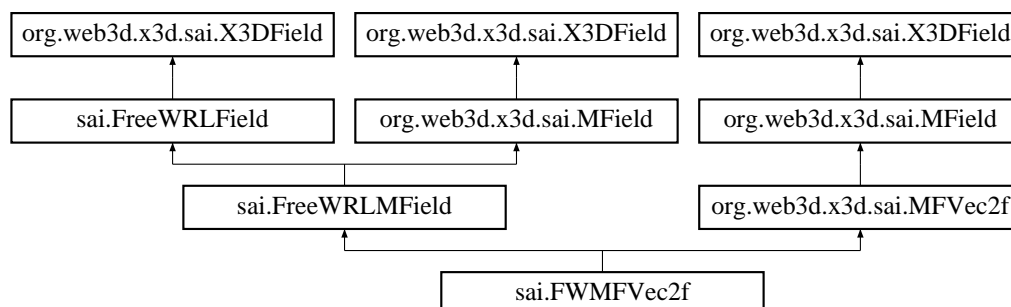 org.web3d.x3d.sai.X3DField org.web3d.x3d.sai.X3DField org.web3d.x3d.sai.X3DField
sai.FreeWRLField org.web3d.x3d.sai.MField org.web3d.x3d.sai.MField
sai.FreeWRLMField org.web3d.x3d.sai.MFVec2f
sai.FWMFVec2f